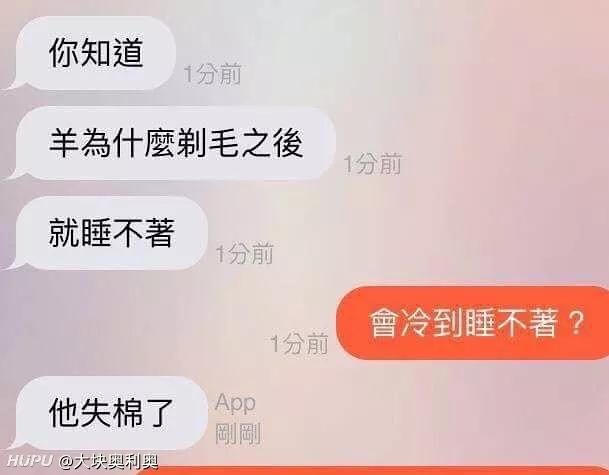 你知道
1分前
羊為什麼剃毛之後
1分前
就睡不著
1分前
會冷到睡不著？
1分前
他失棉了
App
剛剛
HUPU @大块奥利奥